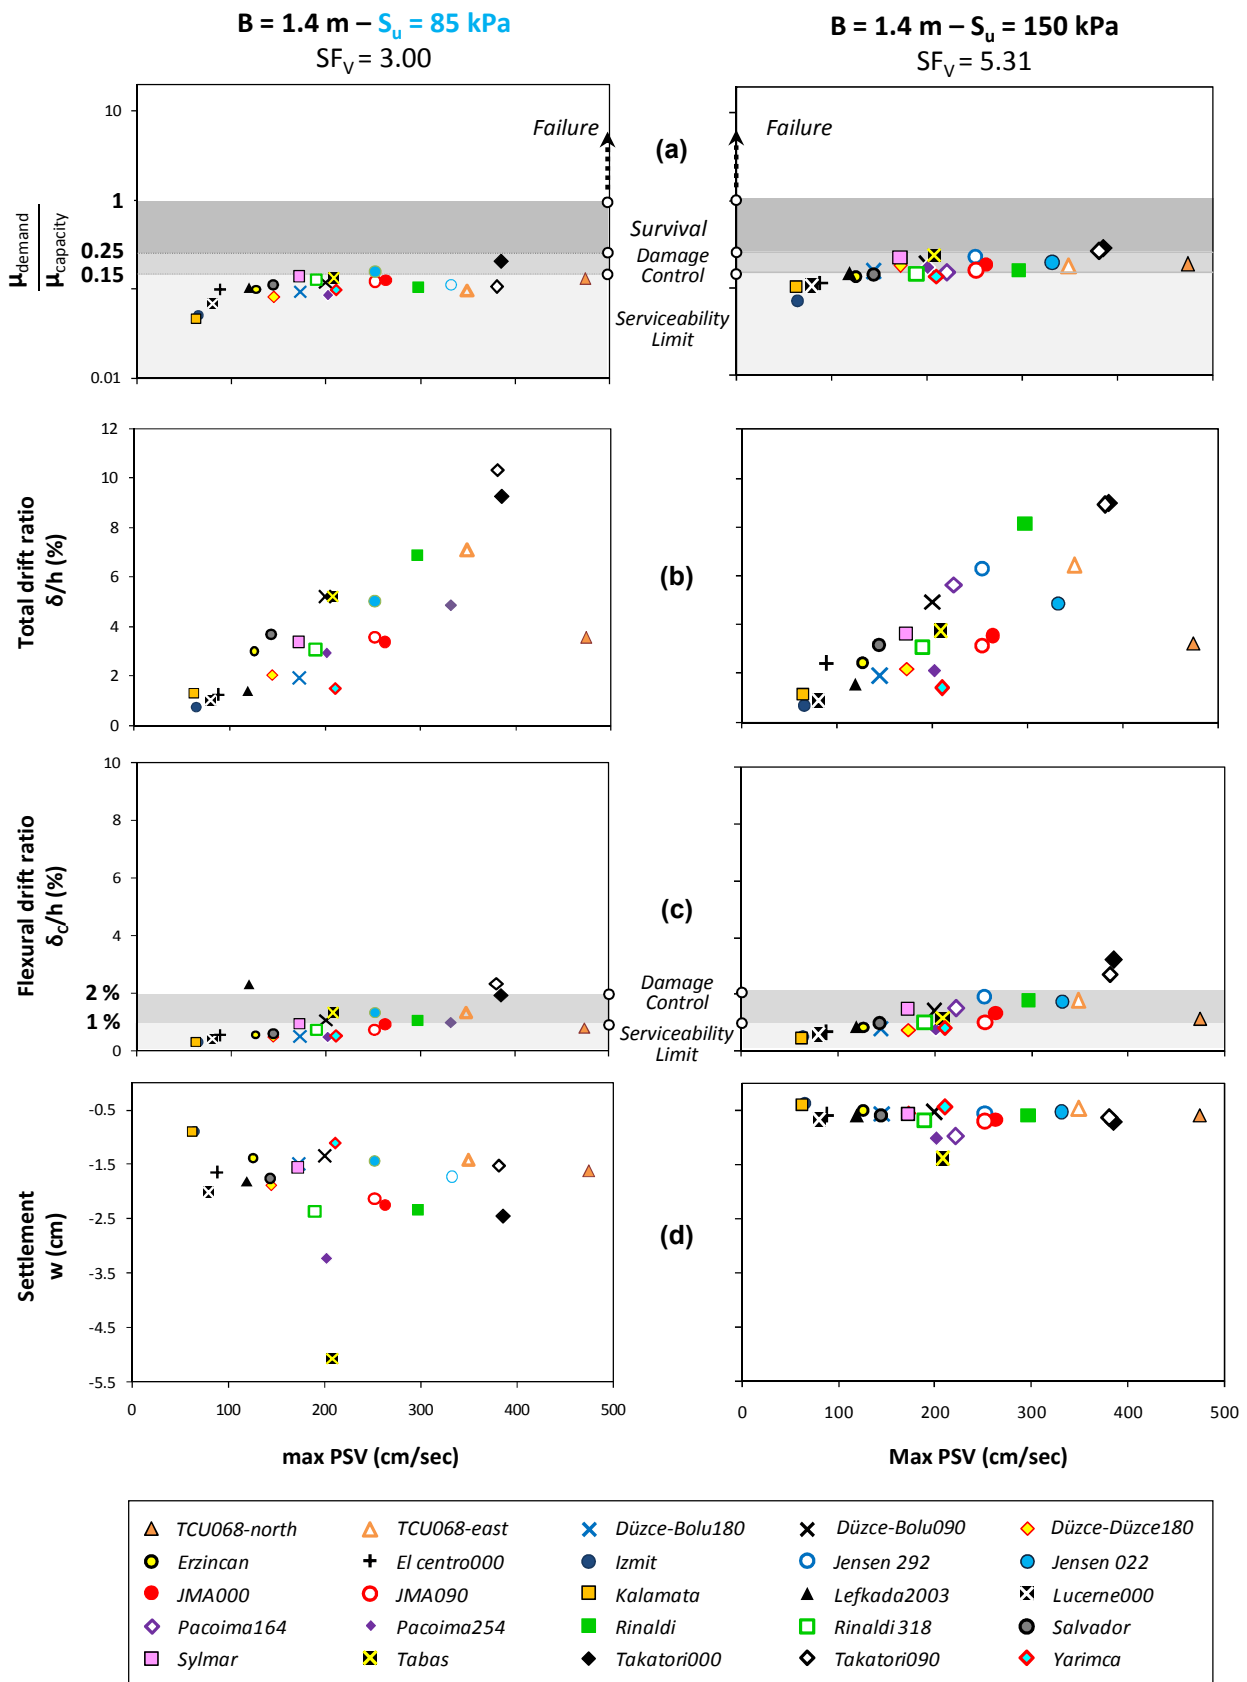 B = 1.4 m – Su = 85 kPa
SFV = 3.00
B = 1.4 m – Su = 150 kPa
SFV = 5.31
(a)
μdemand
μcapacity
10
1
0.25
0.15
0.01
Failure
Failure
Survival
Damage
Control
Serviceability
Limit
(b)
Total drift ratio
δ/h (%)
12
10
8
6
4
2
0
(c)
Flexural drift ratio
δC/h (%)
10
8
6
4
2 %
1 %
0
Damage
Control
Serviceability
Limit
(d)
Settlement
w (cm)
-0.5
-1.5
-2.5
-3.5
-4.5
-5.5
0 100 200 300 400 500
max PSV (cm/sec)
0 100 200 300 400 500
Max PSV (cm/sec)
TCU068-north TCU068-east Düzce-Bolu180 Düzce-Bolu090 Düzce-Düzce180
Erzincan El centro000 Izmit Jensen 292 Jensen 022
JMA000 JMA090 Kalamata Lefkada2003 Lucerne000
Pacoima164 Pacoima254 Rinaldi Rinaldi 318 Salvador
Sylmar Tabas Takatori000 Takatori090 Yarimca